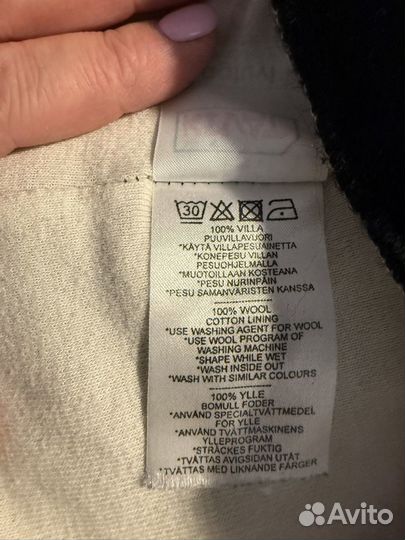 30
100% VILLA
PUUVILLAVUORI
*KÄYTÄ VILLAPESUAINETTA
*KONEPESU VILLAN
PESUOHJELMALLA
*MUOTOILLAAN KOSTEANA
*PESU NURINPÄIN
*PESU SAMANVÄRISTEN KANSSA
100% WOOL
COTTON LINING
*USE WASHING AGENT FOR WOOL
*USE WOOL PROGRAM OF
WASHING MACHINE
*SHAPE WHILE WET
*WASH INSIDE OUT
*WASH WITH SIMILAR COLOURS
100% YLLE
BOMULL FODER
*ANVÄND SPECIALTVÄTTMEDEL
FÖR YLLE
*ANVÄND TVÄTTMASKINENS
YLLEPROGRAM
*STRÄCKES FUKTIG
*TVÄTTAS AVIGSIDAN UTÅT
*TVÄTTAS MED LIKNANDE FÄRGER
Avito